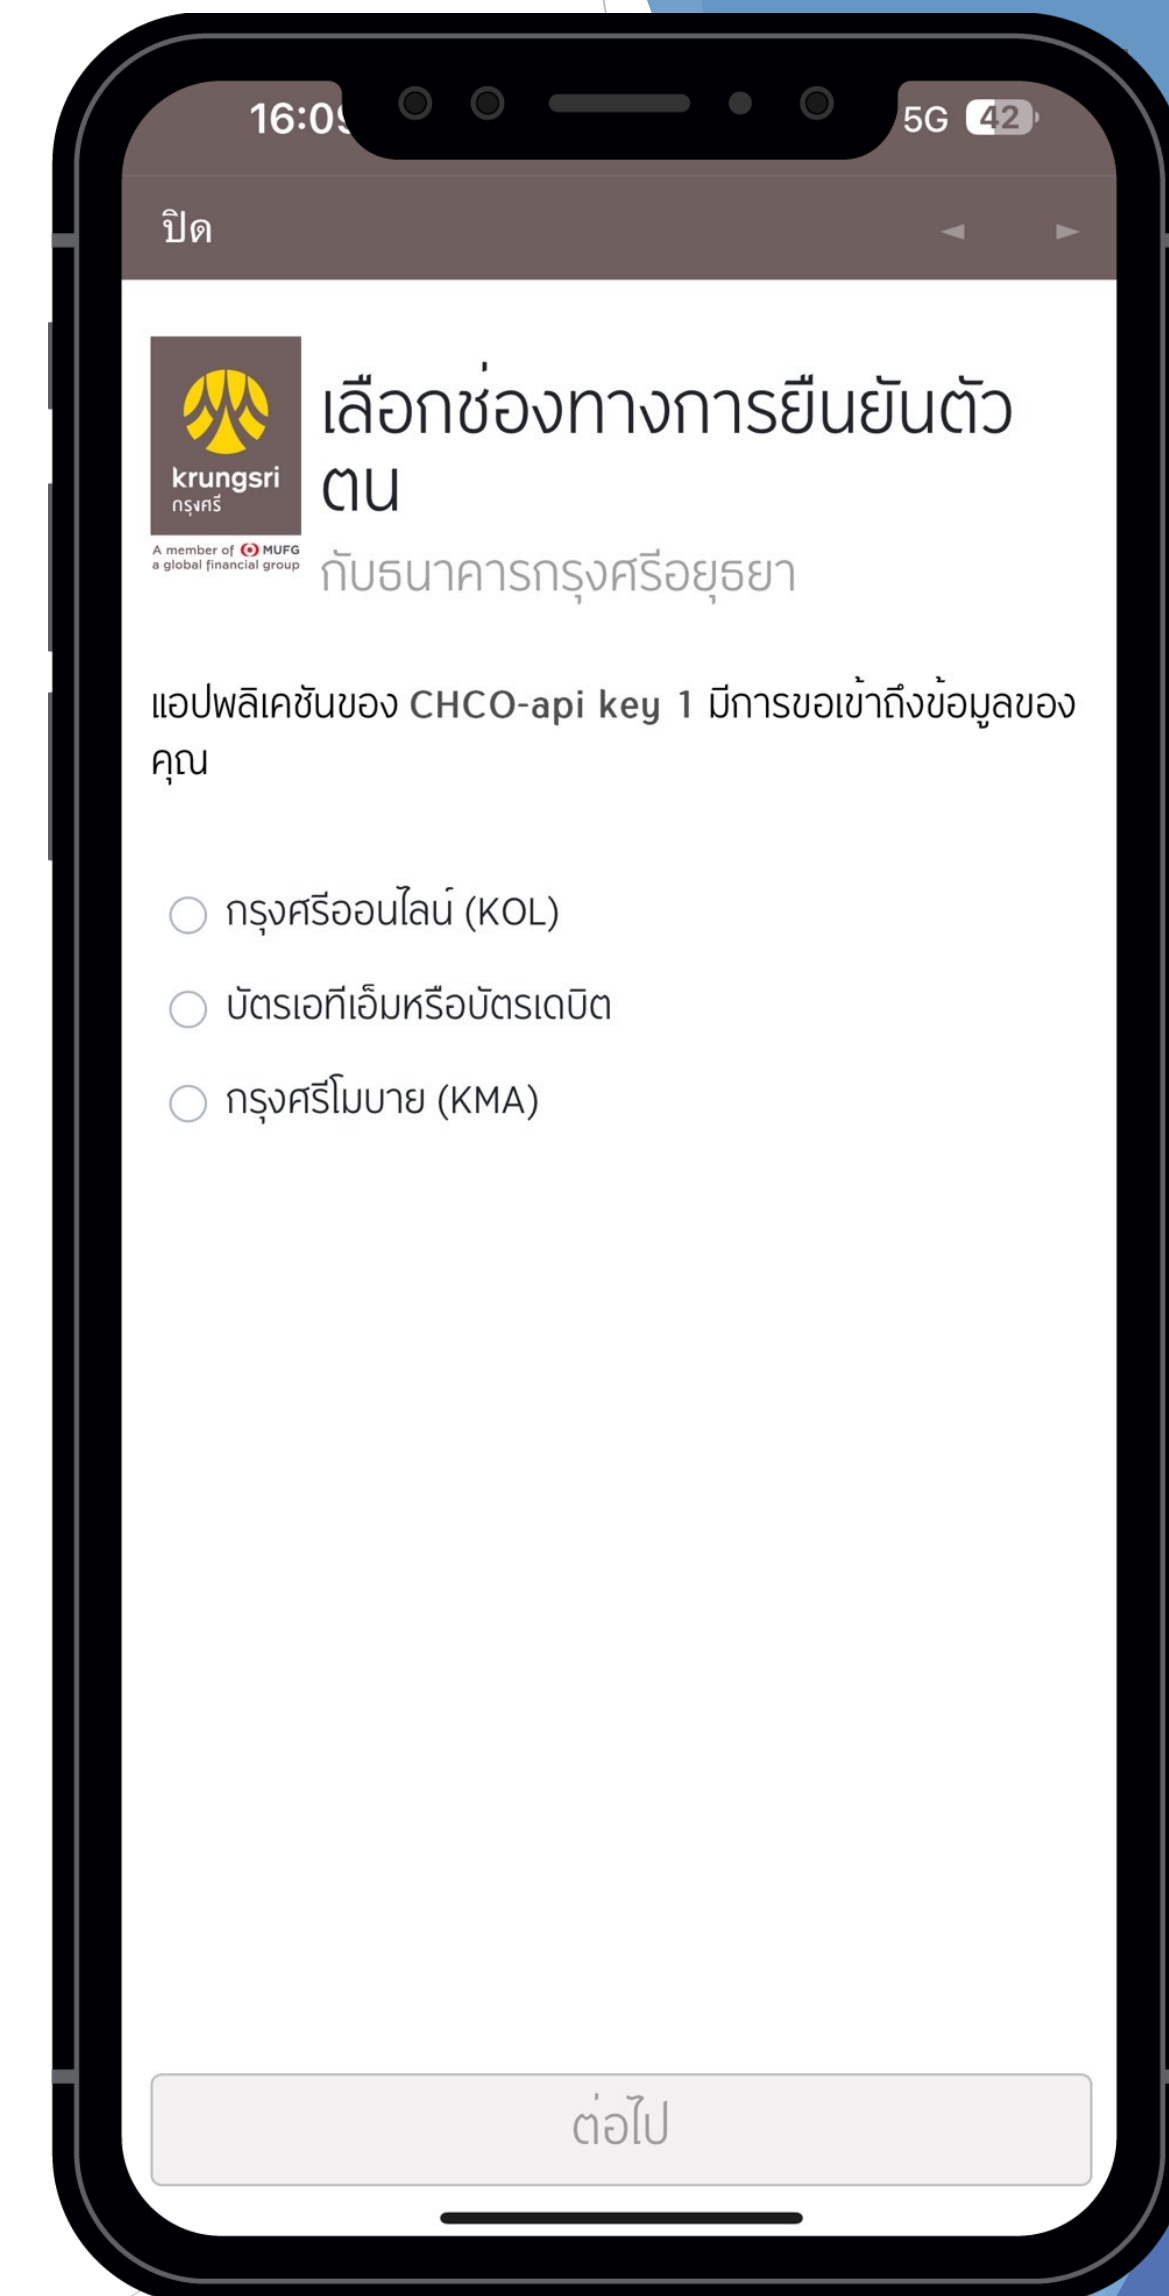 5G 42
ปิด
krungsri
กรุงศรี
A member of MUFG
a global financial group
เลือกช่องทางการยืนยันตัว
ตน
กับธนาคารกรุงศรีอยุธยา
แอปพลิเคชันของ CHCO-api key 1 มีการขอเข้าถึงข้อมูลของ
คุณ
กรุงศรีออนไลน์ (KOL)
บัตรเอทีเอ็มหรือบัตรเดบิต
กรุงศรีโมบาย (KMA)
ต่อไป